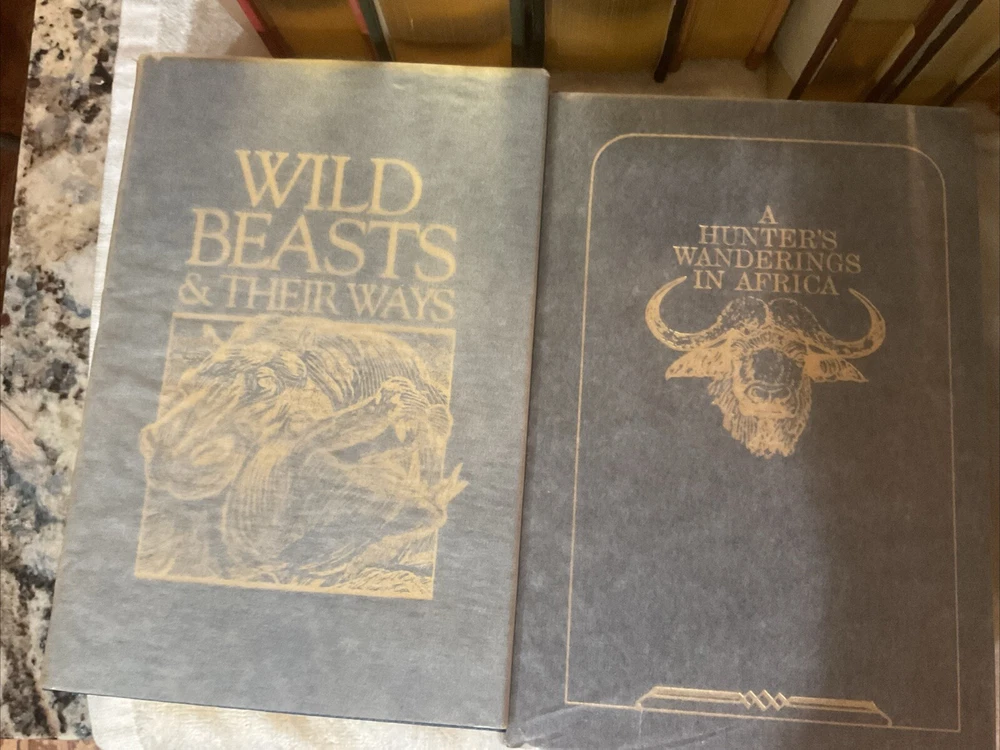 WILD
BEASTS
& THEIR WAYS
A
HUNTER'S
WANDERINGS
IN AFRICA